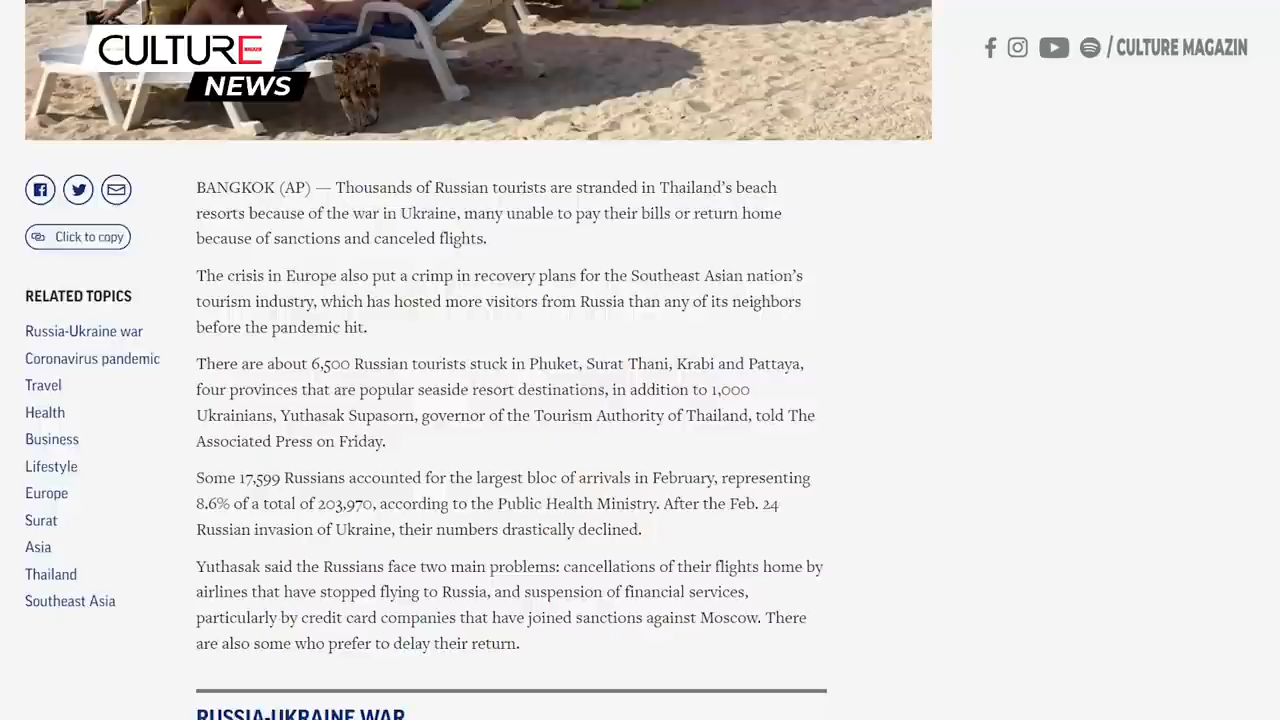 CULTURE
NEWS
/ CULTURE MAGAZIN
BANGKOK (AP) — Thousands of Russian tourists are stranded in Thailand’s beach
resorts because of the war in Ukraine, many unable to pay their bills or return home
because of sanctions and canceled flights.
Click to copy
The crisis in Europe also put a crimp in recovery plans for the Southeast Asian nation’s
tourism industry, which has hosted more visitors from Russia than any of its neighbors
before the pandemic hit.
There are about 6,500 Russian tourists stuck in Phuket, Surat Thani, Krabi and Pattaya,
four provinces that are popular seaside resort destinations, in addition to 1,000
Ukrainians, Yuthasak Supasorn, governor of the Tourism Authority of Thailand, told The
Associated Press on Friday.
Some 17,599 Russians accounted for the largest bloc of arrivals in February, representing
8.6% of a total of 203,970, according to the Public Health Ministry. After the Feb. 24
Russian invasion of Ukraine, their numbers drastically declined.
Yuthasak said the Russians face two main problems: cancellations of their flights home by
airlines that have stopped flying to Russia, and suspension of financial services,
particularly by credit card companies that have joined sanctions against Moscow. There
are also some who prefer to delay their return.
RELATED TOPICS
Russia-Ukraine war
Coronavirus pandemic
Travel
Health
Business
Lifestyle
Europe
Surat
Asia
Thailand
Southeast Asia
RUSSIA-UKRAINE WAR